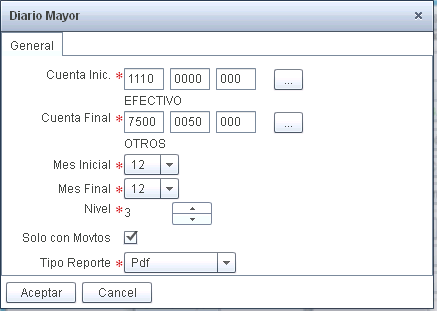 Diario Mayor
General
Cuenta Inic. * 1110 0000 000 ...
EFECTIVO
Cuenta Final * 7500 0050 000 ...
OTROS
Mes Inicial * 12
Mes Final * 12
Nivel * 3
Solo con Movtos
Tipo Reporte * Pdf
Aceptar Cancel